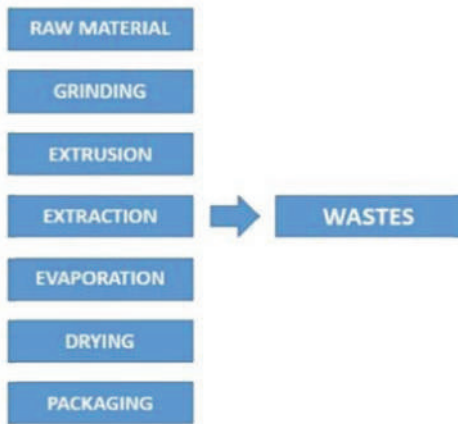 RAW MATERIAL
GRINDING
EXTRUSION
EXTRACTION
WASTES
EVAPORATION
DRYING
PACKAGING